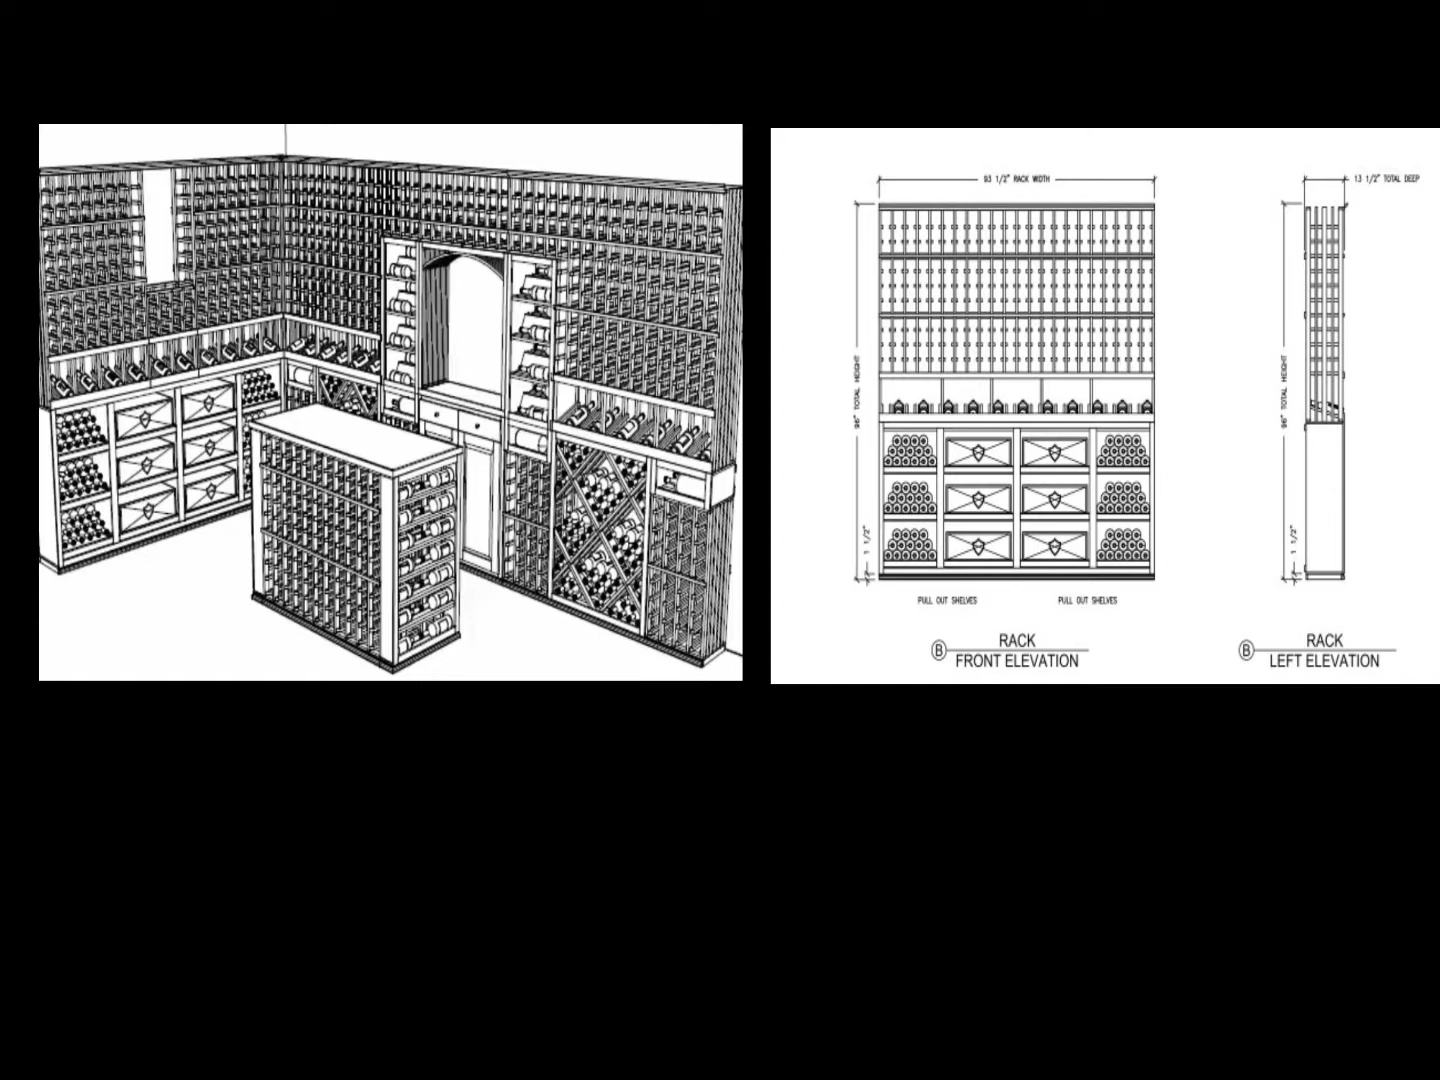 93 1/2" RACK WIDTH
13 1/2" TOTAL DEEP
96" TOTAL HEIGHT
96" TOTAL HEIGHT
1 1/2"
1 1/2"
PULL OUT SHELVES
PULL OUT SHELVES
B
RACK
FRONT ELEVATION
B
RACK
LEFT ELEVATION